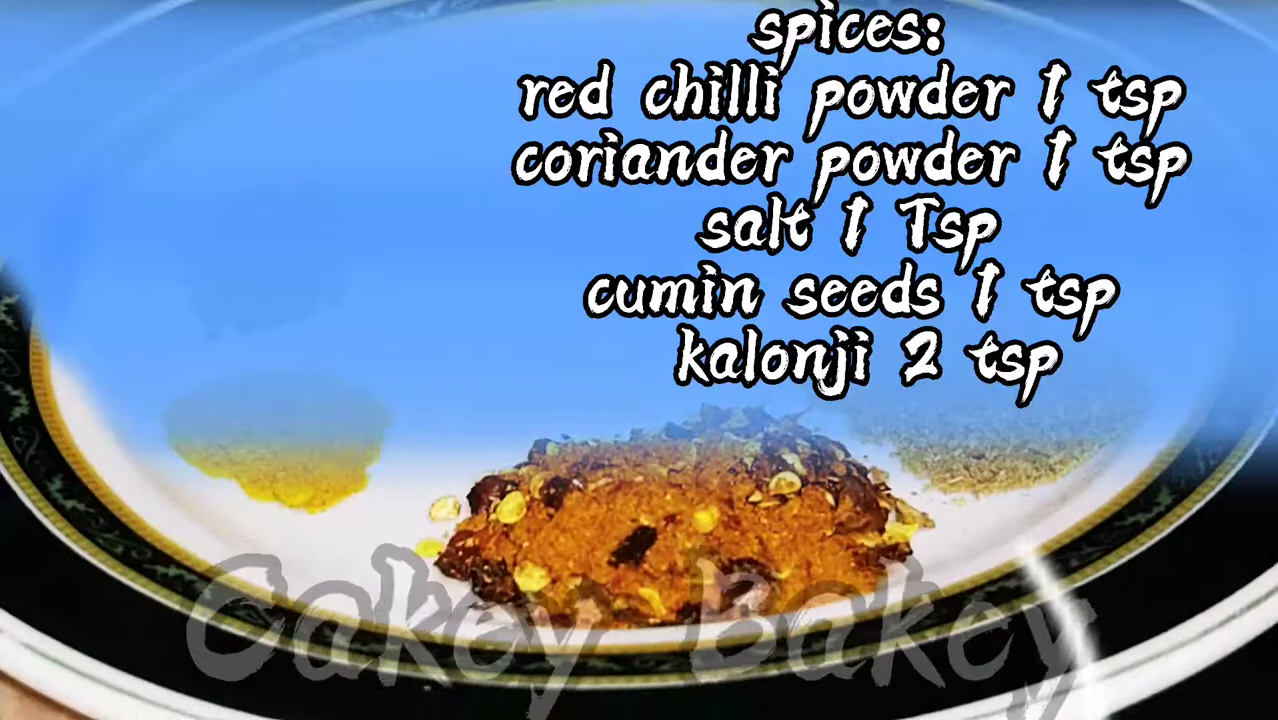 spices:
red chilli powder 1 tsp
coriander powder 1 tsp
salt 1 Tsp
cumin seeds 1 tsp
kalonji 2 tsp
Cakey Bakey